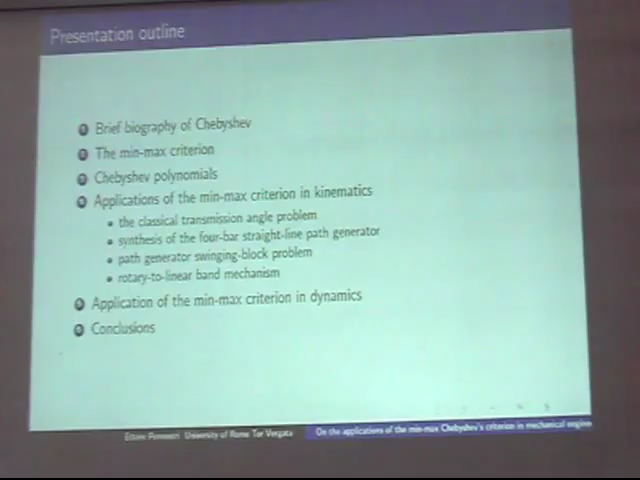 Presentation outline
Brief biography of Chebyshev
The min-max criterion
Chebyshev polynomials
Applications of the min-max criterion in kinematics
the classical transmission angle problem
synthesis of the four-bar straight-line path generator
path generator swinging-block problem
rotary-to-linear band mechanism
Application of the min-max criterion in dynamics
Conclusions
Ettore Pennestrì University of Rome Tor Vergata
On the applications of the min-max Chebyshev's criterion in mechanical engine